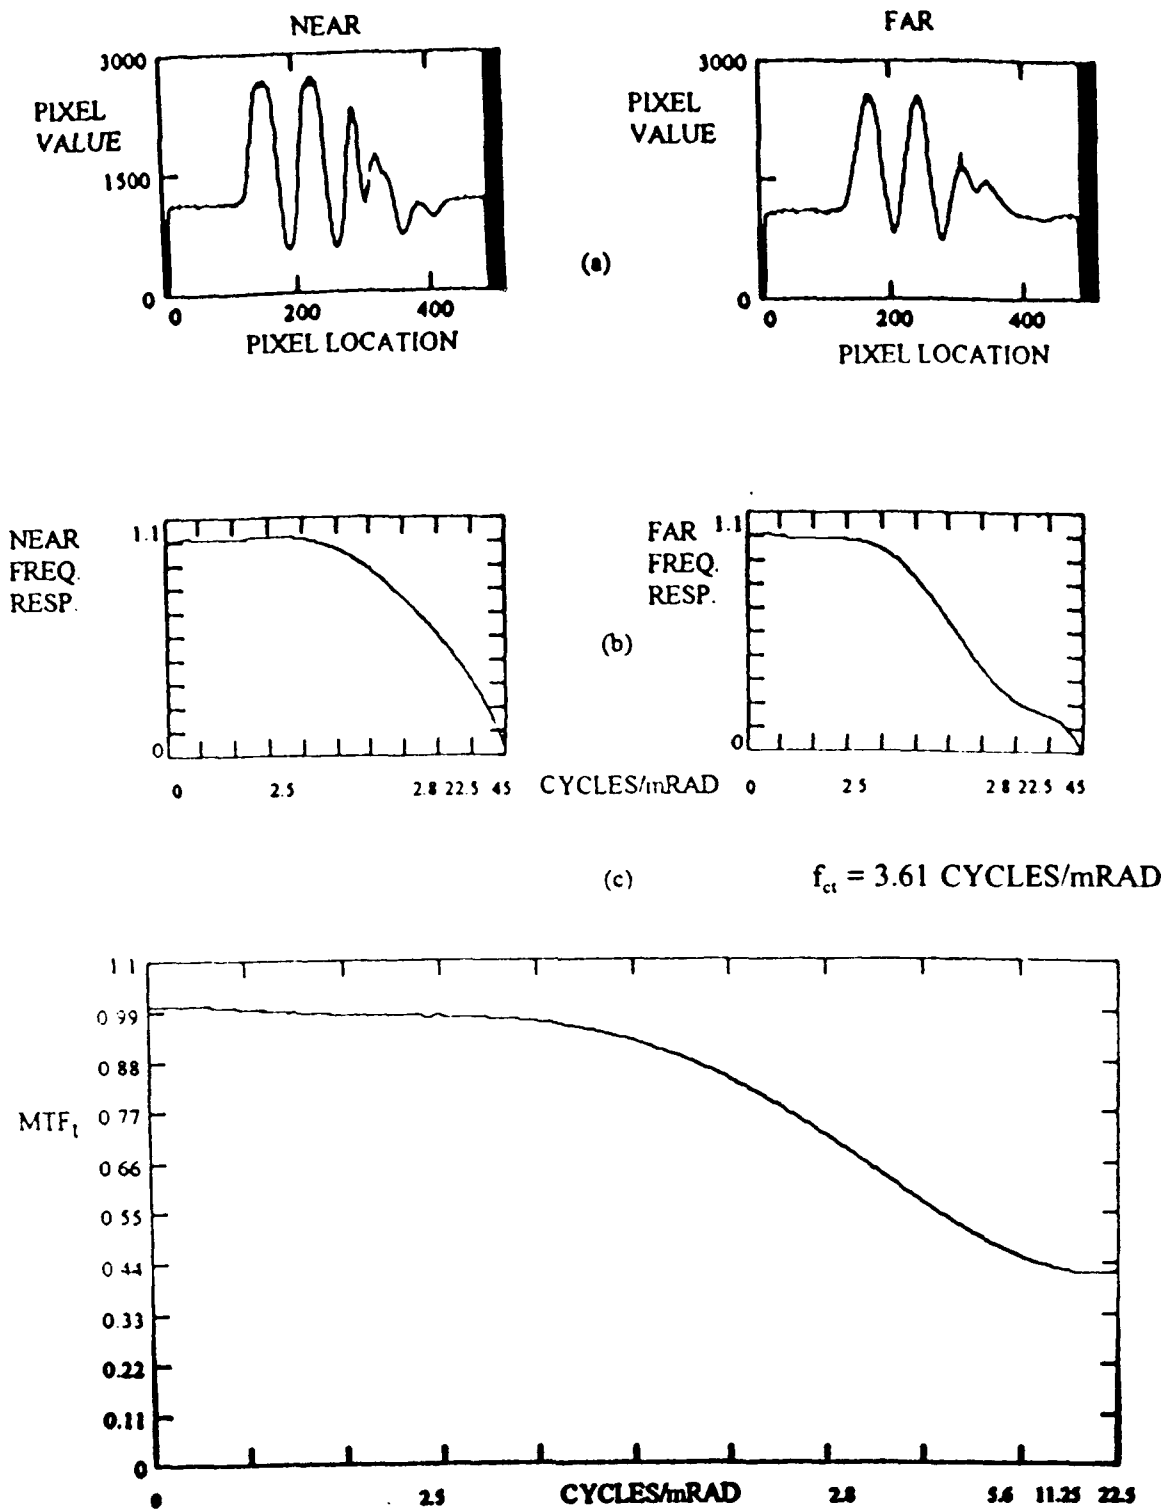 NEAR
3000
PIXEL
VALUE
1500
0
0 200 400
PIXEL LOCATION
FAR
3000
PIXEL
VALUE
0
0 200 400
PIXEL LOCATION
(a)
NEAR
FREQ.
RESP.
1.1
0
0 2.5 2.8 22.5 45
CYCLES/mRAD
FAR
FREQ.
RESP.
1.1
0
0 2.5 2.8 22.5 45
(b)
(c)
f_ct = 3.61 CYCLES/mRAD
1.1
0.99
0.88
MTF_t
0.77
0.66
0.55
0.44
0.33
0.22
0.11
0
0 2.5 CYCLES/mRAD 2.8 5.6 11.25 22.5